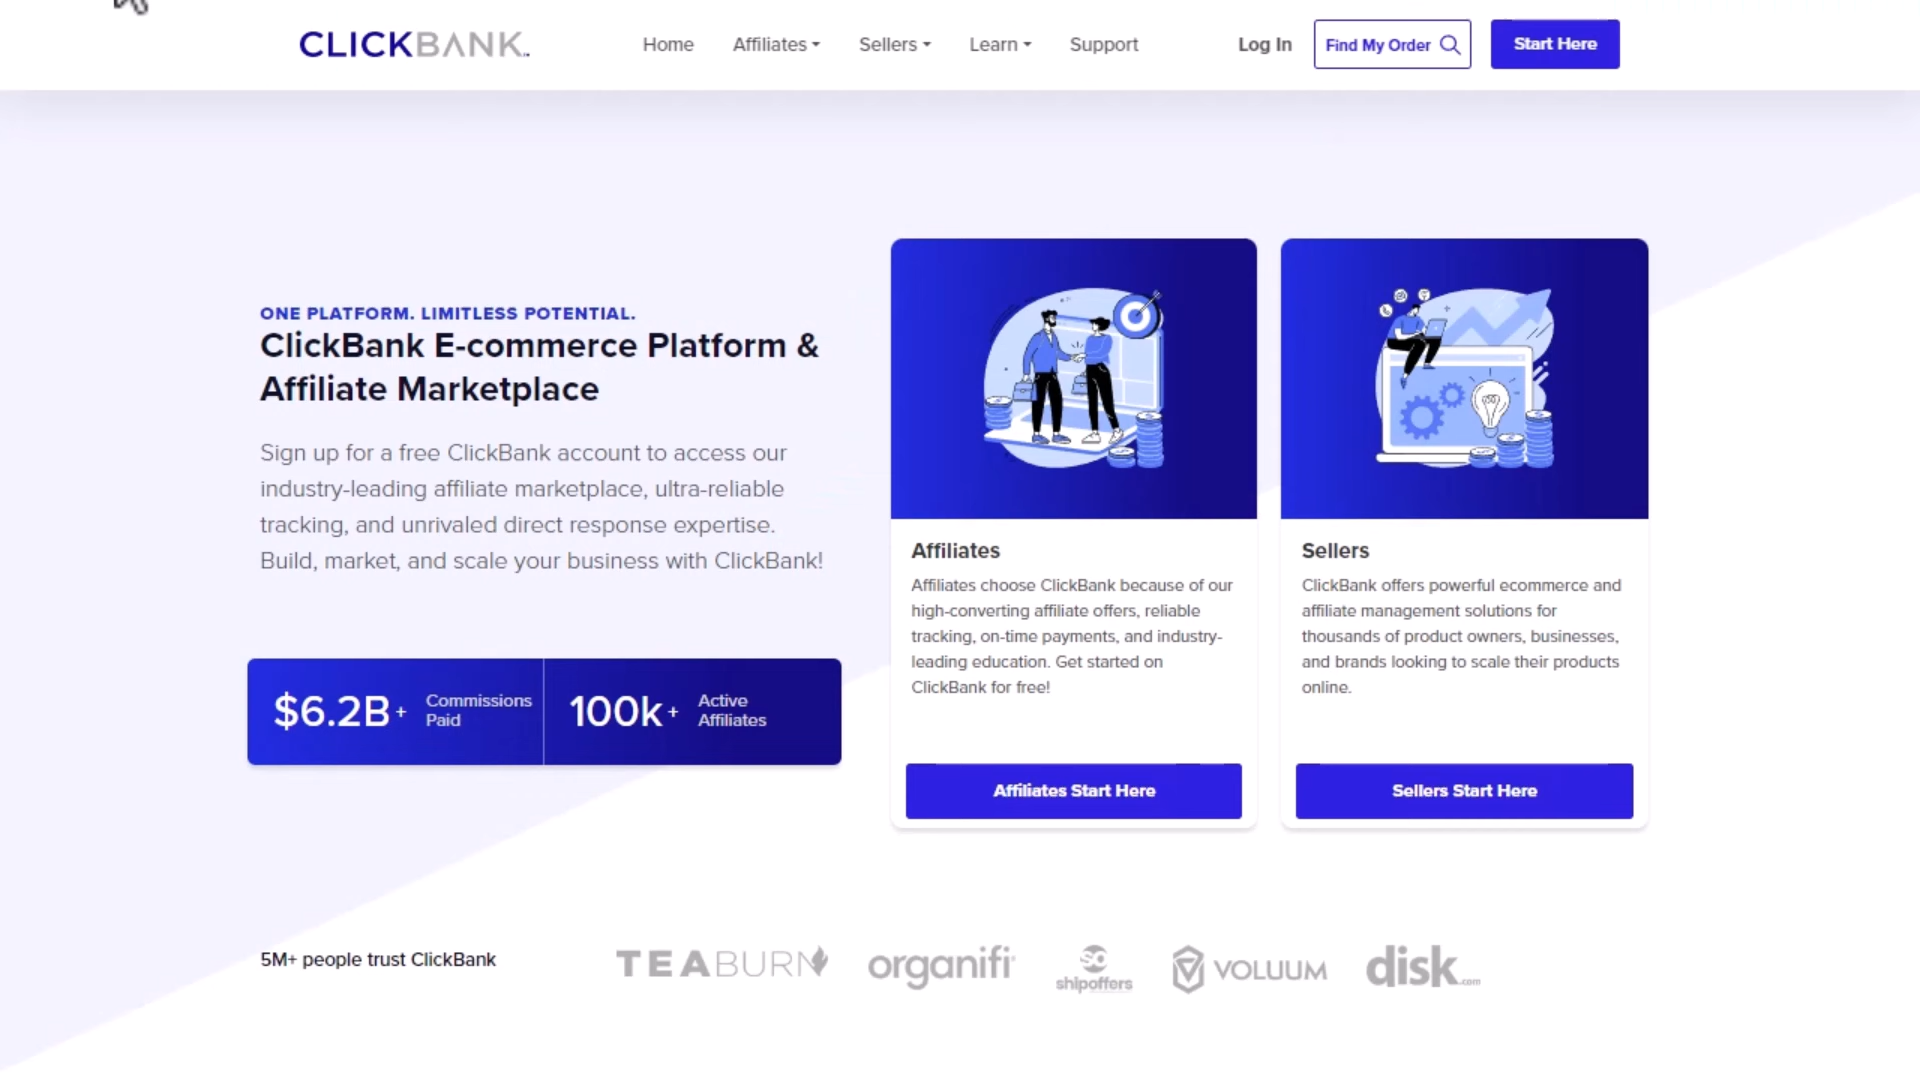 CLICKBANK
Home
Affiliates
Sellers
Learn
Support
Log In
Find My Order
Start Here
ONE PLATFORM. LIMITLESS POTENTIAL.
ClickBank E-commerce Platform &
Affiliate Marketplace
Sign up for a free ClickBank account to access our
industry-leading affiliate marketplace, ultra-reliable
tracking, and unrivaled direct response expertise.
Build, market, and scale your business with ClickBank!
$6.2B+ Commissions
Paid
100k+ Active
Affiliates
Affiliates
Affiliates choose ClickBank because of our
high-converting affiliate offers, reliable
tracking, on-time payments, and industry-
leading education. Get started on
ClickBank for free!
Affiliates Start Here
Sellers
ClickBank offers powerful ecommerce and
affiliate management solutions for
thousands of product owners, businesses,
and brands looking to scale their products
online.
Sellers Start Here
5M+ people trust ClickBank
TEABURN
organifi
so
shipoffers
VOLUUM
disk.com